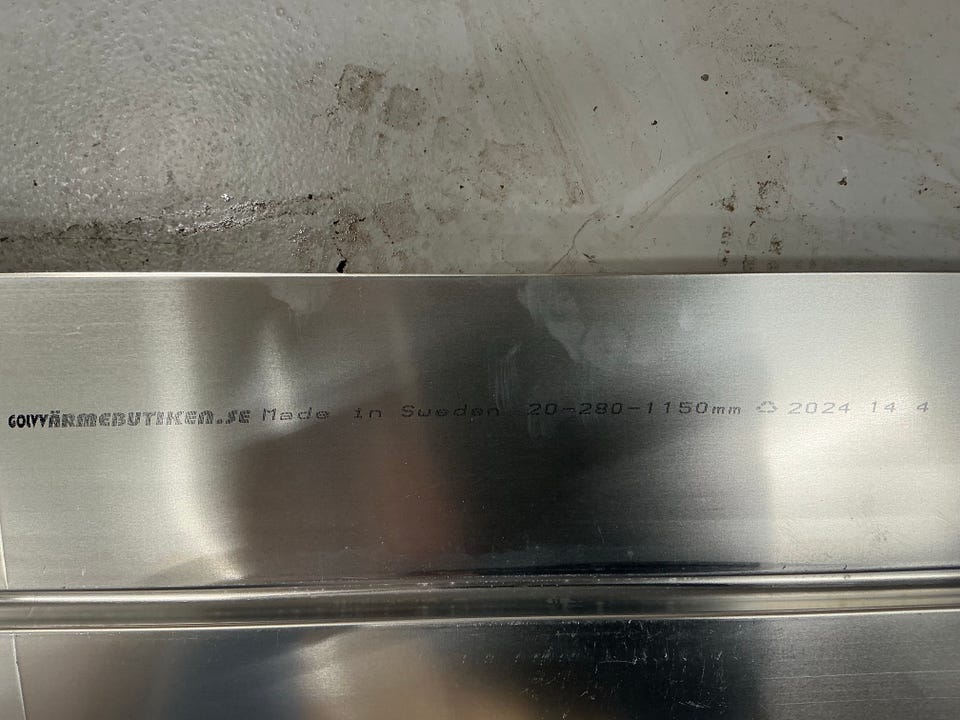 GOLVVÄRMEBUTIKEN.SE Made in Sweden 20-280-1150mm ♺ 2024 14 4